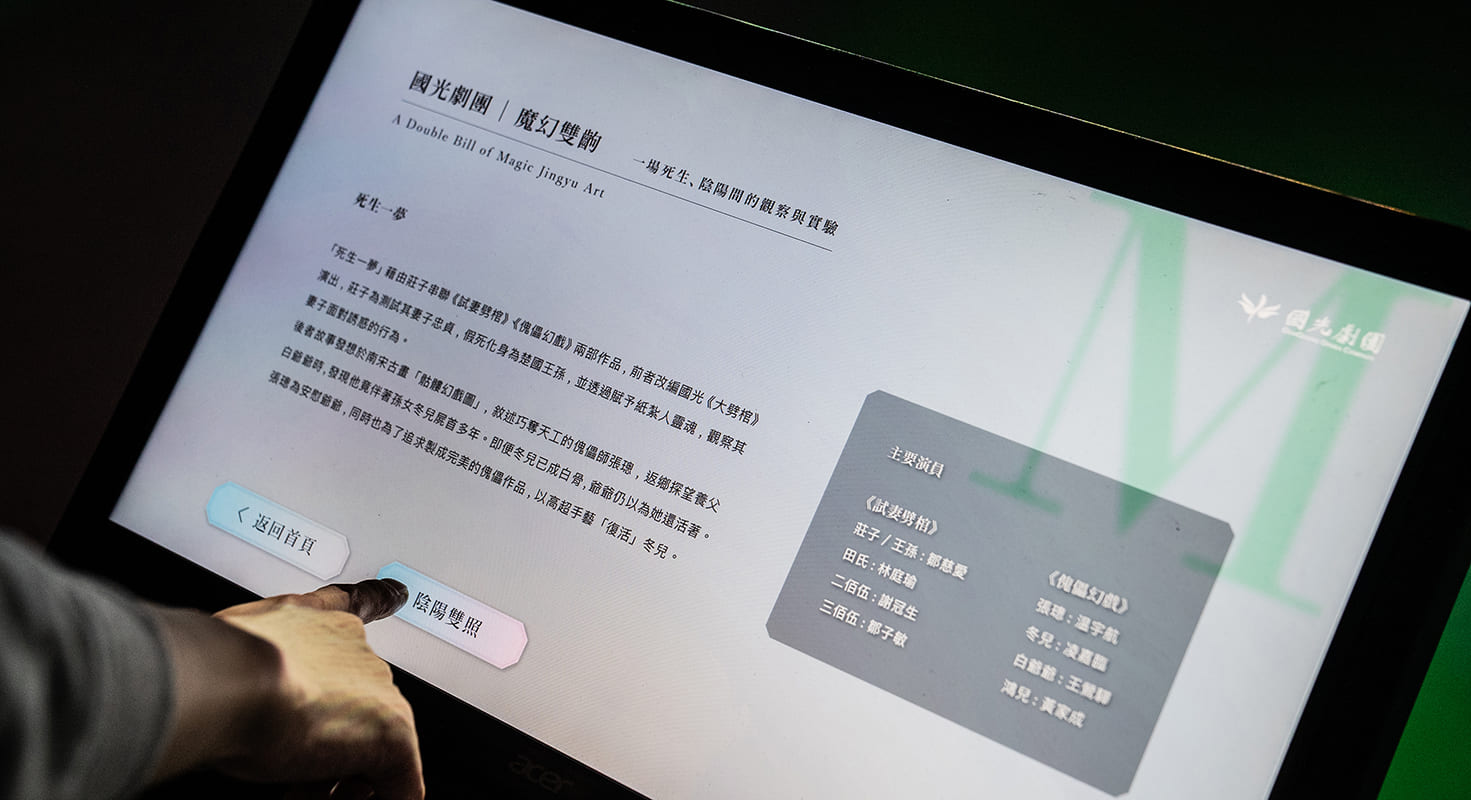 國光劇團｜魔幻雙齣
一場死生、陰陽間的觀察與實驗
A Double Bill of Magic Jingyu Art
死生一夢
「死生一夢」藉由莊子串聯《試妻劈棺》《傀儡幻戲》兩部作品，前者改編國光《大劈棺》
演出，莊子為測試其妻子忠貞，假死化身為楚國王孫，並透過賦予紙紮人靈魂，觀察其
妻子面對誘惑的行為。
後者故事發想於南宋古畫「骷髏幻戲圖」，敘述巧奪天工的傀儡師張聰，返鄉探望養父
白爺爺時，發現他竟伴著孫女冬兒屍首多年。即便冬兒已成白骨，爺爺仍以為她還活著。
張聰為安慰爺爺，同時也為了追求製成完美的傀儡作品，以高超手藝「復活」冬兒。
〈 返回首頁
陰陽雙照
國光劇團
主要演員
《試妻劈棺》
莊子／王孫：鄒慈愛
田氏：林庭瑜
二佰伍：謝冠生
三佰伍：鄒子敏
《傀儡幻戲》
張聰：溫宇航
冬兒：凌嘉臨
白爺爺：王鶯驊
鴻兒：黃家成
acer